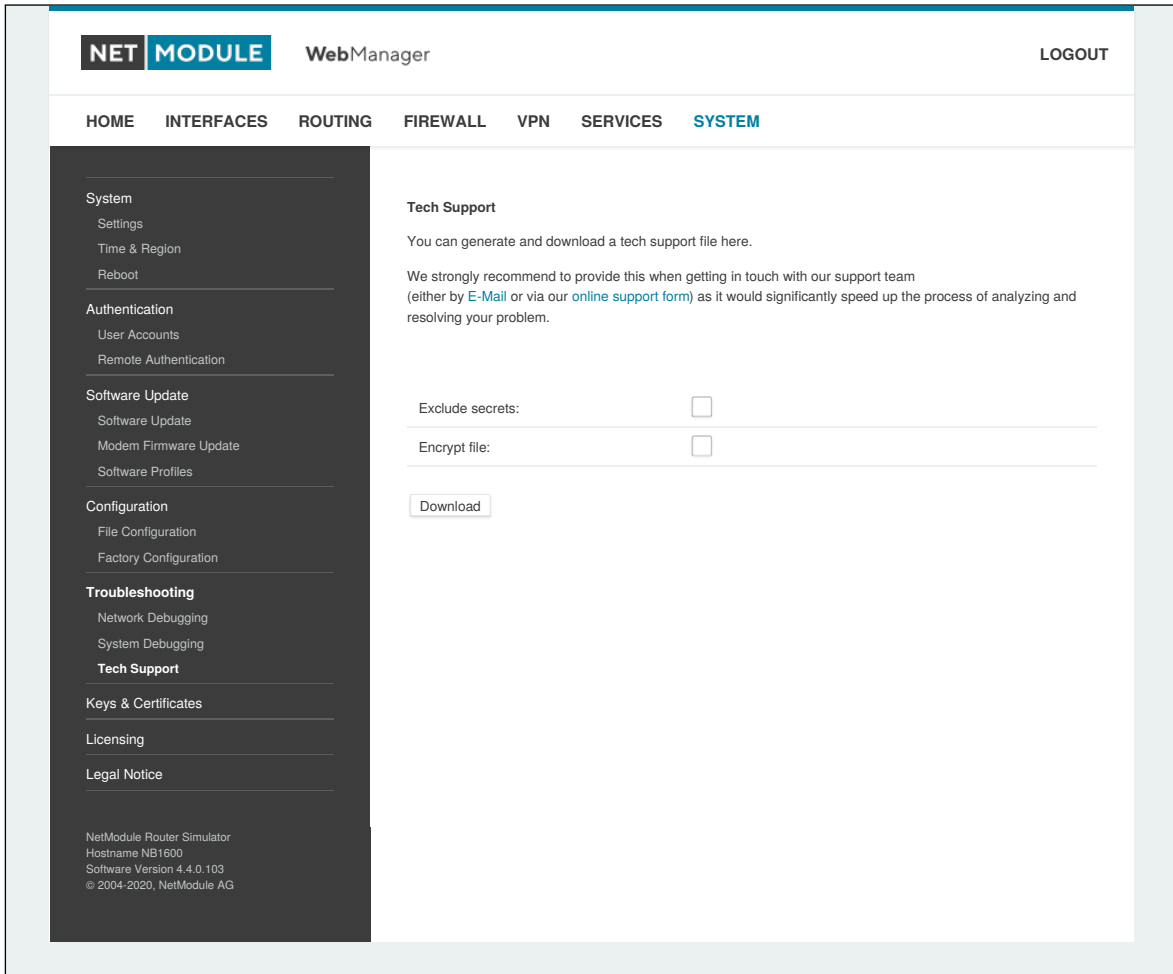 NET MODULE WebManager LOGOUT
HOME INTERFACES ROUTING FIREWALL VPN SERVICES SYSTEM
System
Settings
Time & Region
Reboot
Authentication
User Accounts
Remote Authentication
Software Update
Software Update
Modem Firmware Update
Software Profiles
Configuration
File Configuration
Factory Configuration
Troubleshooting
Network Debugging
System Debugging
Tech Support
Keys & Certificates
Licensing
Legal Notice
NetModule Router Simulator
Hostname NB1600
Software Version 4.4.0.103
© 2004-2020, NetModule AG
Tech Support
You can generate and download a tech support file here.
We strongly recommend to provide this when getting in touch with our support team
(either by E-Mail or via our online support form) as it would significantly speed up the process of analyzing and
resolving your problem.
Exclude secrets:
Encrypt file:
Download